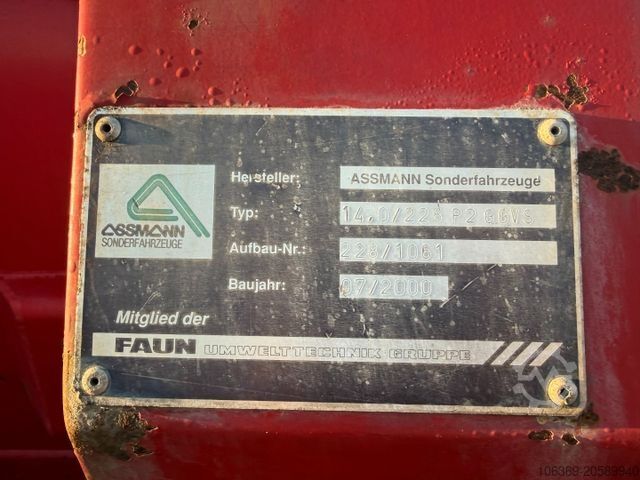 ASSMANN
SONDERFAHRZEUGE
Hersteller: ASSMANN Sonderfahrzeuge
Typ: 14.0/228 P2 GGVS
Aufbau-Nr.: 228/1061
Baujahr: 07/2000
Mitglied der
FAUN UMWELTTECHNIK GRUPPE
106389-20589940